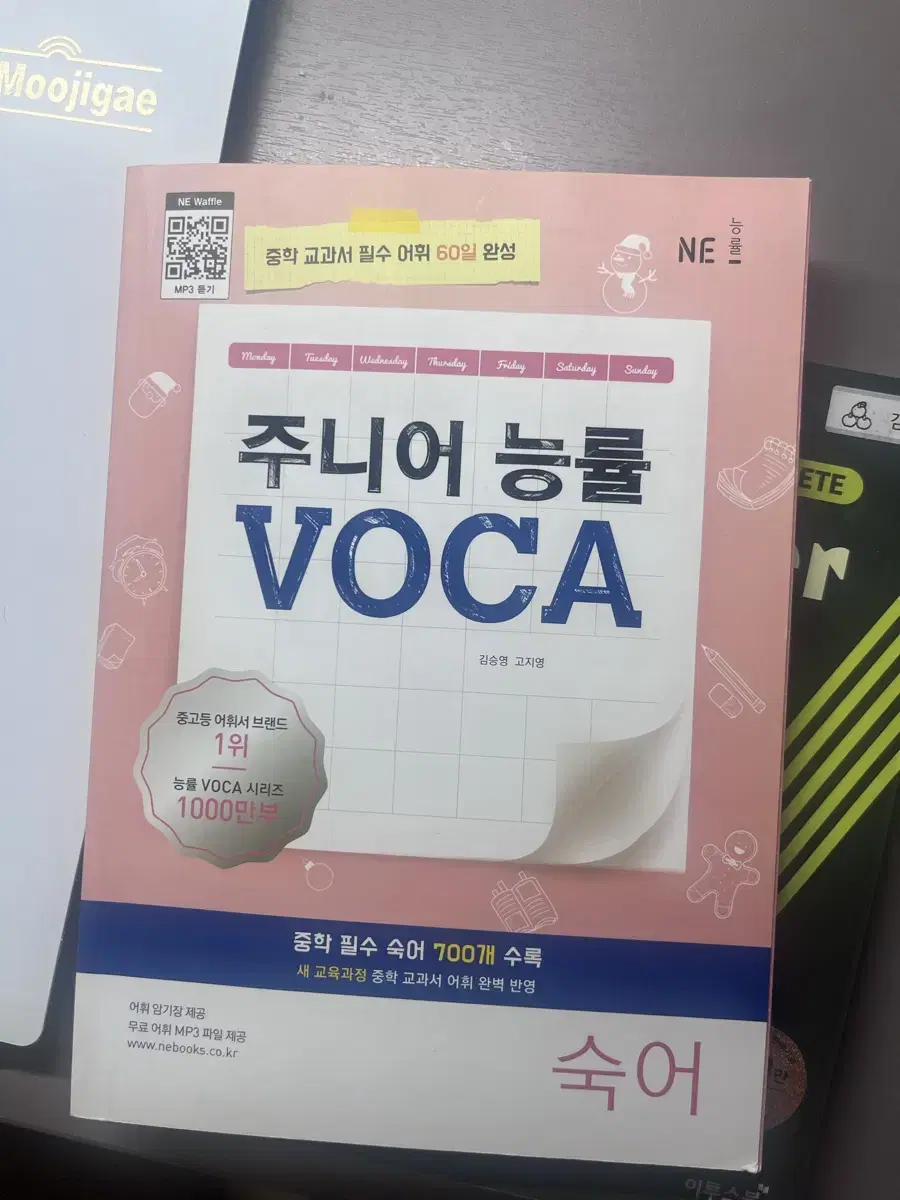 Moojigae
NE Waffle
MP3 듣기
중학 교과서 필수 어휘 60일 완성
NE 능률
Monday Tuesday Wednesday Thursday Friday Saturday Sunday
주니어 능률
VOCA
김승영 고지영
중고등 어휘서 브랜드
1위
능률 VOCA 시리즈
1000만부
중학 필수 숙어 700개 수록
새 교육과정 중학 교과서 어휘 완벽 반영
어휘 암기장 제공
무료 어휘 MP3 파일 제공
www.nebooks.co.kr
숙어
ETE